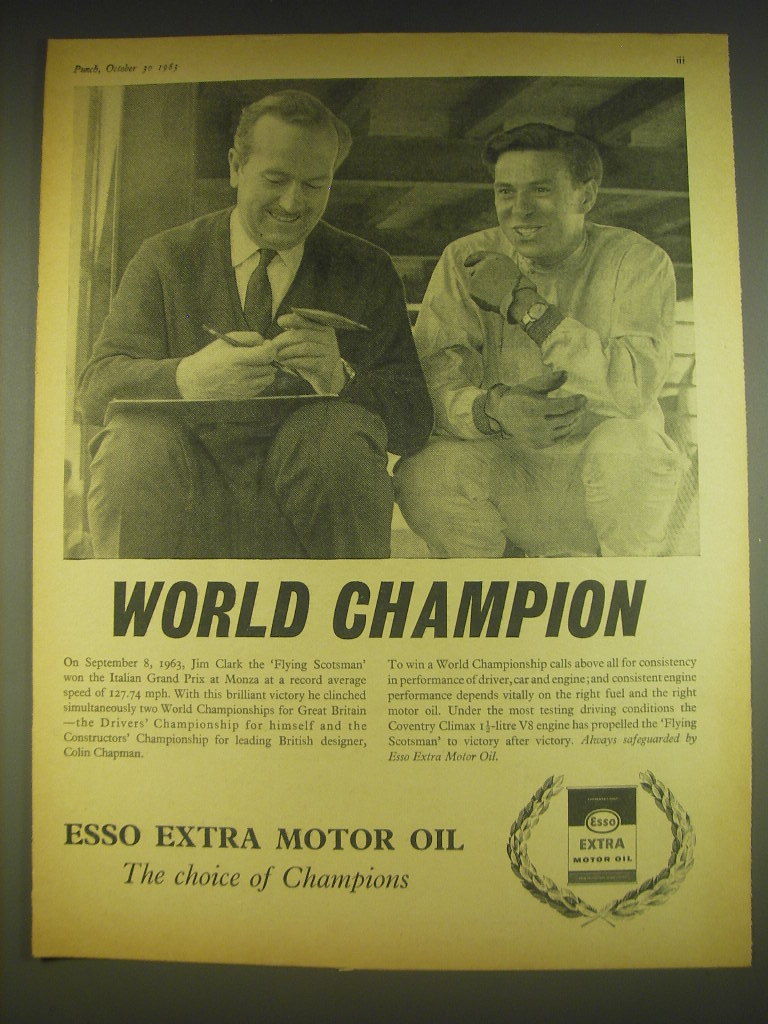 Punch, October 30 1963
iii
WORLD CHAMPION
On September 8, 1963, Jim Clark the 'Flying Scotsman'
won the Italian Grand Prix at Monza at a record average
speed of 127.74 mph. With this brilliant victory he clinched
simultaneously two World Championships for Great Britain
—the Drivers' Championship for himself and the
Constructors' Championship for leading British designer,
Colin Chapman.
To win a World Championship calls above all for consistency
in performance of driver, car and engine; and consistent engine
performance depends vitally on the right fuel and the right
motor oil. Under the most testing driving conditions the
Coventry Climax 1½-litre V8 engine has propelled the 'Flying
Scotsman' to victory after victory. Always safeguarded by
Esso Extra Motor Oil.
ESSO EXTRA MOTOR OIL
The choice of Champions
Esso
EXTRA
MOTOR OIL